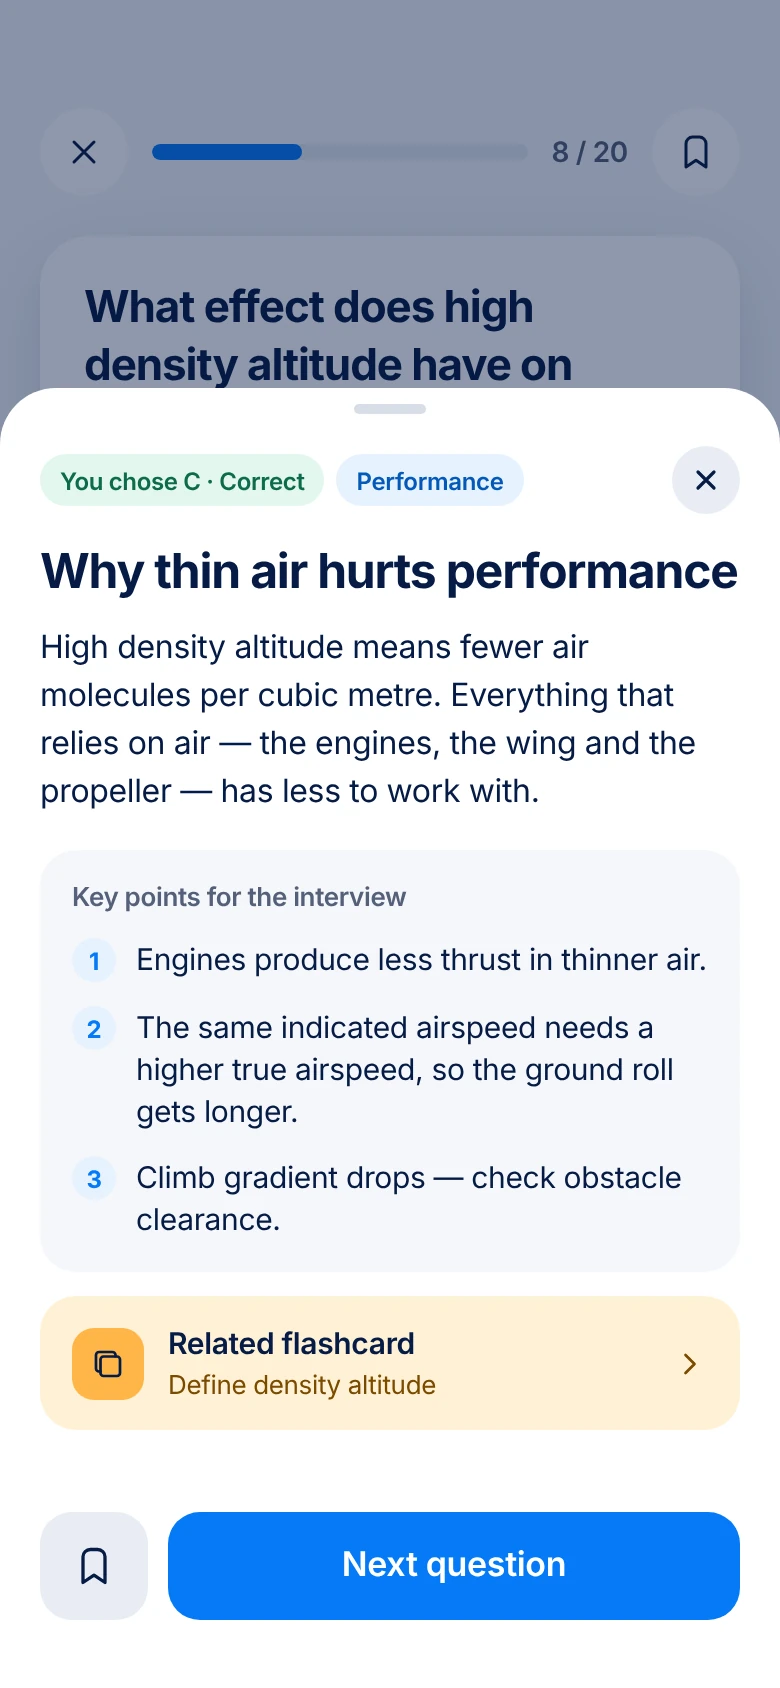 8 / 20
What effect does high
density altitude have on
You chose C · Correct
Performance
Why thin air hurts performance
High density altitude means fewer air
molecules per cubic metre. Everything that
relies on air — the engines, the wing and the
propeller — has less to work with.
Key points for the interview
1 Engines produce less thrust in thinner air.
2 The same indicated airspeed needs a
higher true airspeed, so the ground roll
gets longer.
3 Climb gradient drops — check obstacle
clearance.
Related flashcard
Define density altitude
Next question